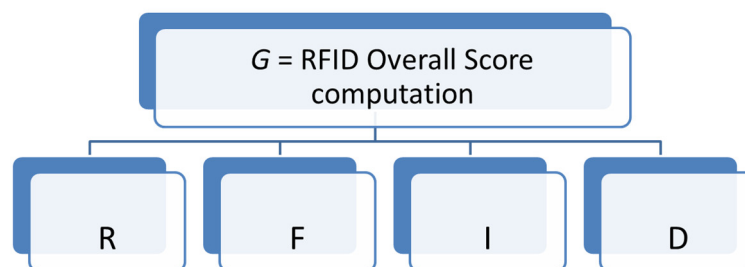 G = RFID Overall Score
computation
R F I D